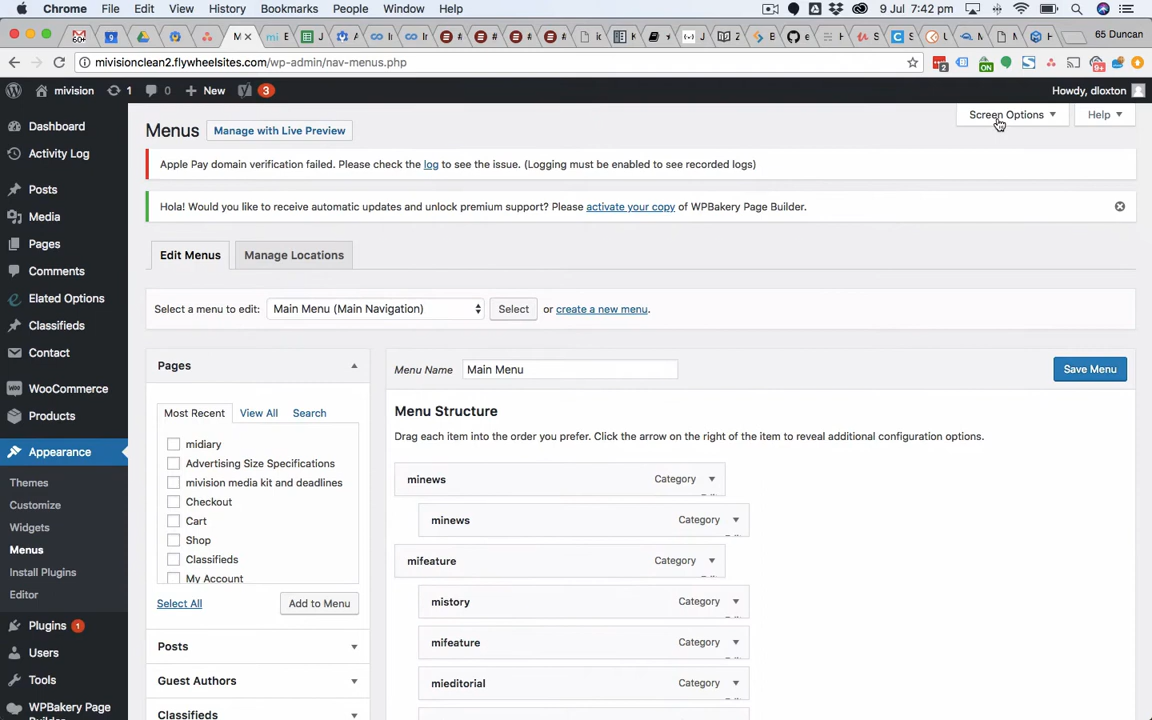 Chrome File Edit View History Bookmarks People Window Help 9 Jul 7:42 pm
60+ 9 M × mi E 65 Duncan
mivisionclean2.flywheelsites.com/wp-admin/nav-menus.php 2 ON 9+
mivision 1 New 3 Howdy, dloxton
Screen Options Help
Menus Manage with Live Preview
Apple Pay domain verification failed. Please check the log to see the issue. (Logging must be enabled to see recorded logs)
Hola! Would you like to receive automatic updates and unlock premium support? Please activate your copy of WPBakery Page Builder.
Edit Menus Manage Locations
Select a menu to edit: Main Menu (Main Navigation) Select or create a new menu.
Dashboard
Activity Log
Posts
Media
Pages
Comments
Elated Options
Classifieds
Contact
WooCommerce
Products
Appearance
Themes
Customize
Widgets
Menus
Install Plugins
Editor
Plugins 1
Users
Tools
WPBakery Page
Builder
Pages
Most Recent View All Search
midiary
Advertising Size Specifications
mivision media kit and deadlines
Checkout
Cart
Shop
Classifieds
My Account
Select All Add to Menu
Posts
Guest Authors
Classifieds
Menu Name Main Menu Save Menu
Menu Structure
Drag each item into the order you prefer. Click the arrow on the right of the item to reveal additional configuration options.
minews Category
minews Category
mifeature Category
mistory Category
mifeature Category
mieditorial Category